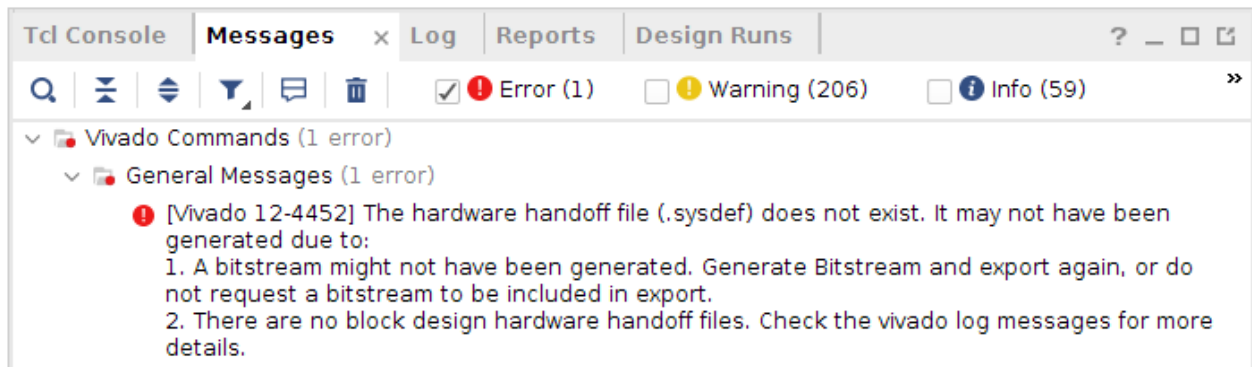 Tcl Console Messages × Log Reports Design Runs ? _
Error (1) Warning (206) Info (59) »
Vivado Commands (1 error)
General Messages (1 error)
[Vivado 12-4452] The hardware handoff file (.sysdef) does not exist. It may not have been
generated due to:
1. A bitstream might not have been generated. Generate Bitstream and export again, or do
not request a bitstream to be included in export.
2. There are no block design hardware handoff files. Check the vivado log messages for more
details.